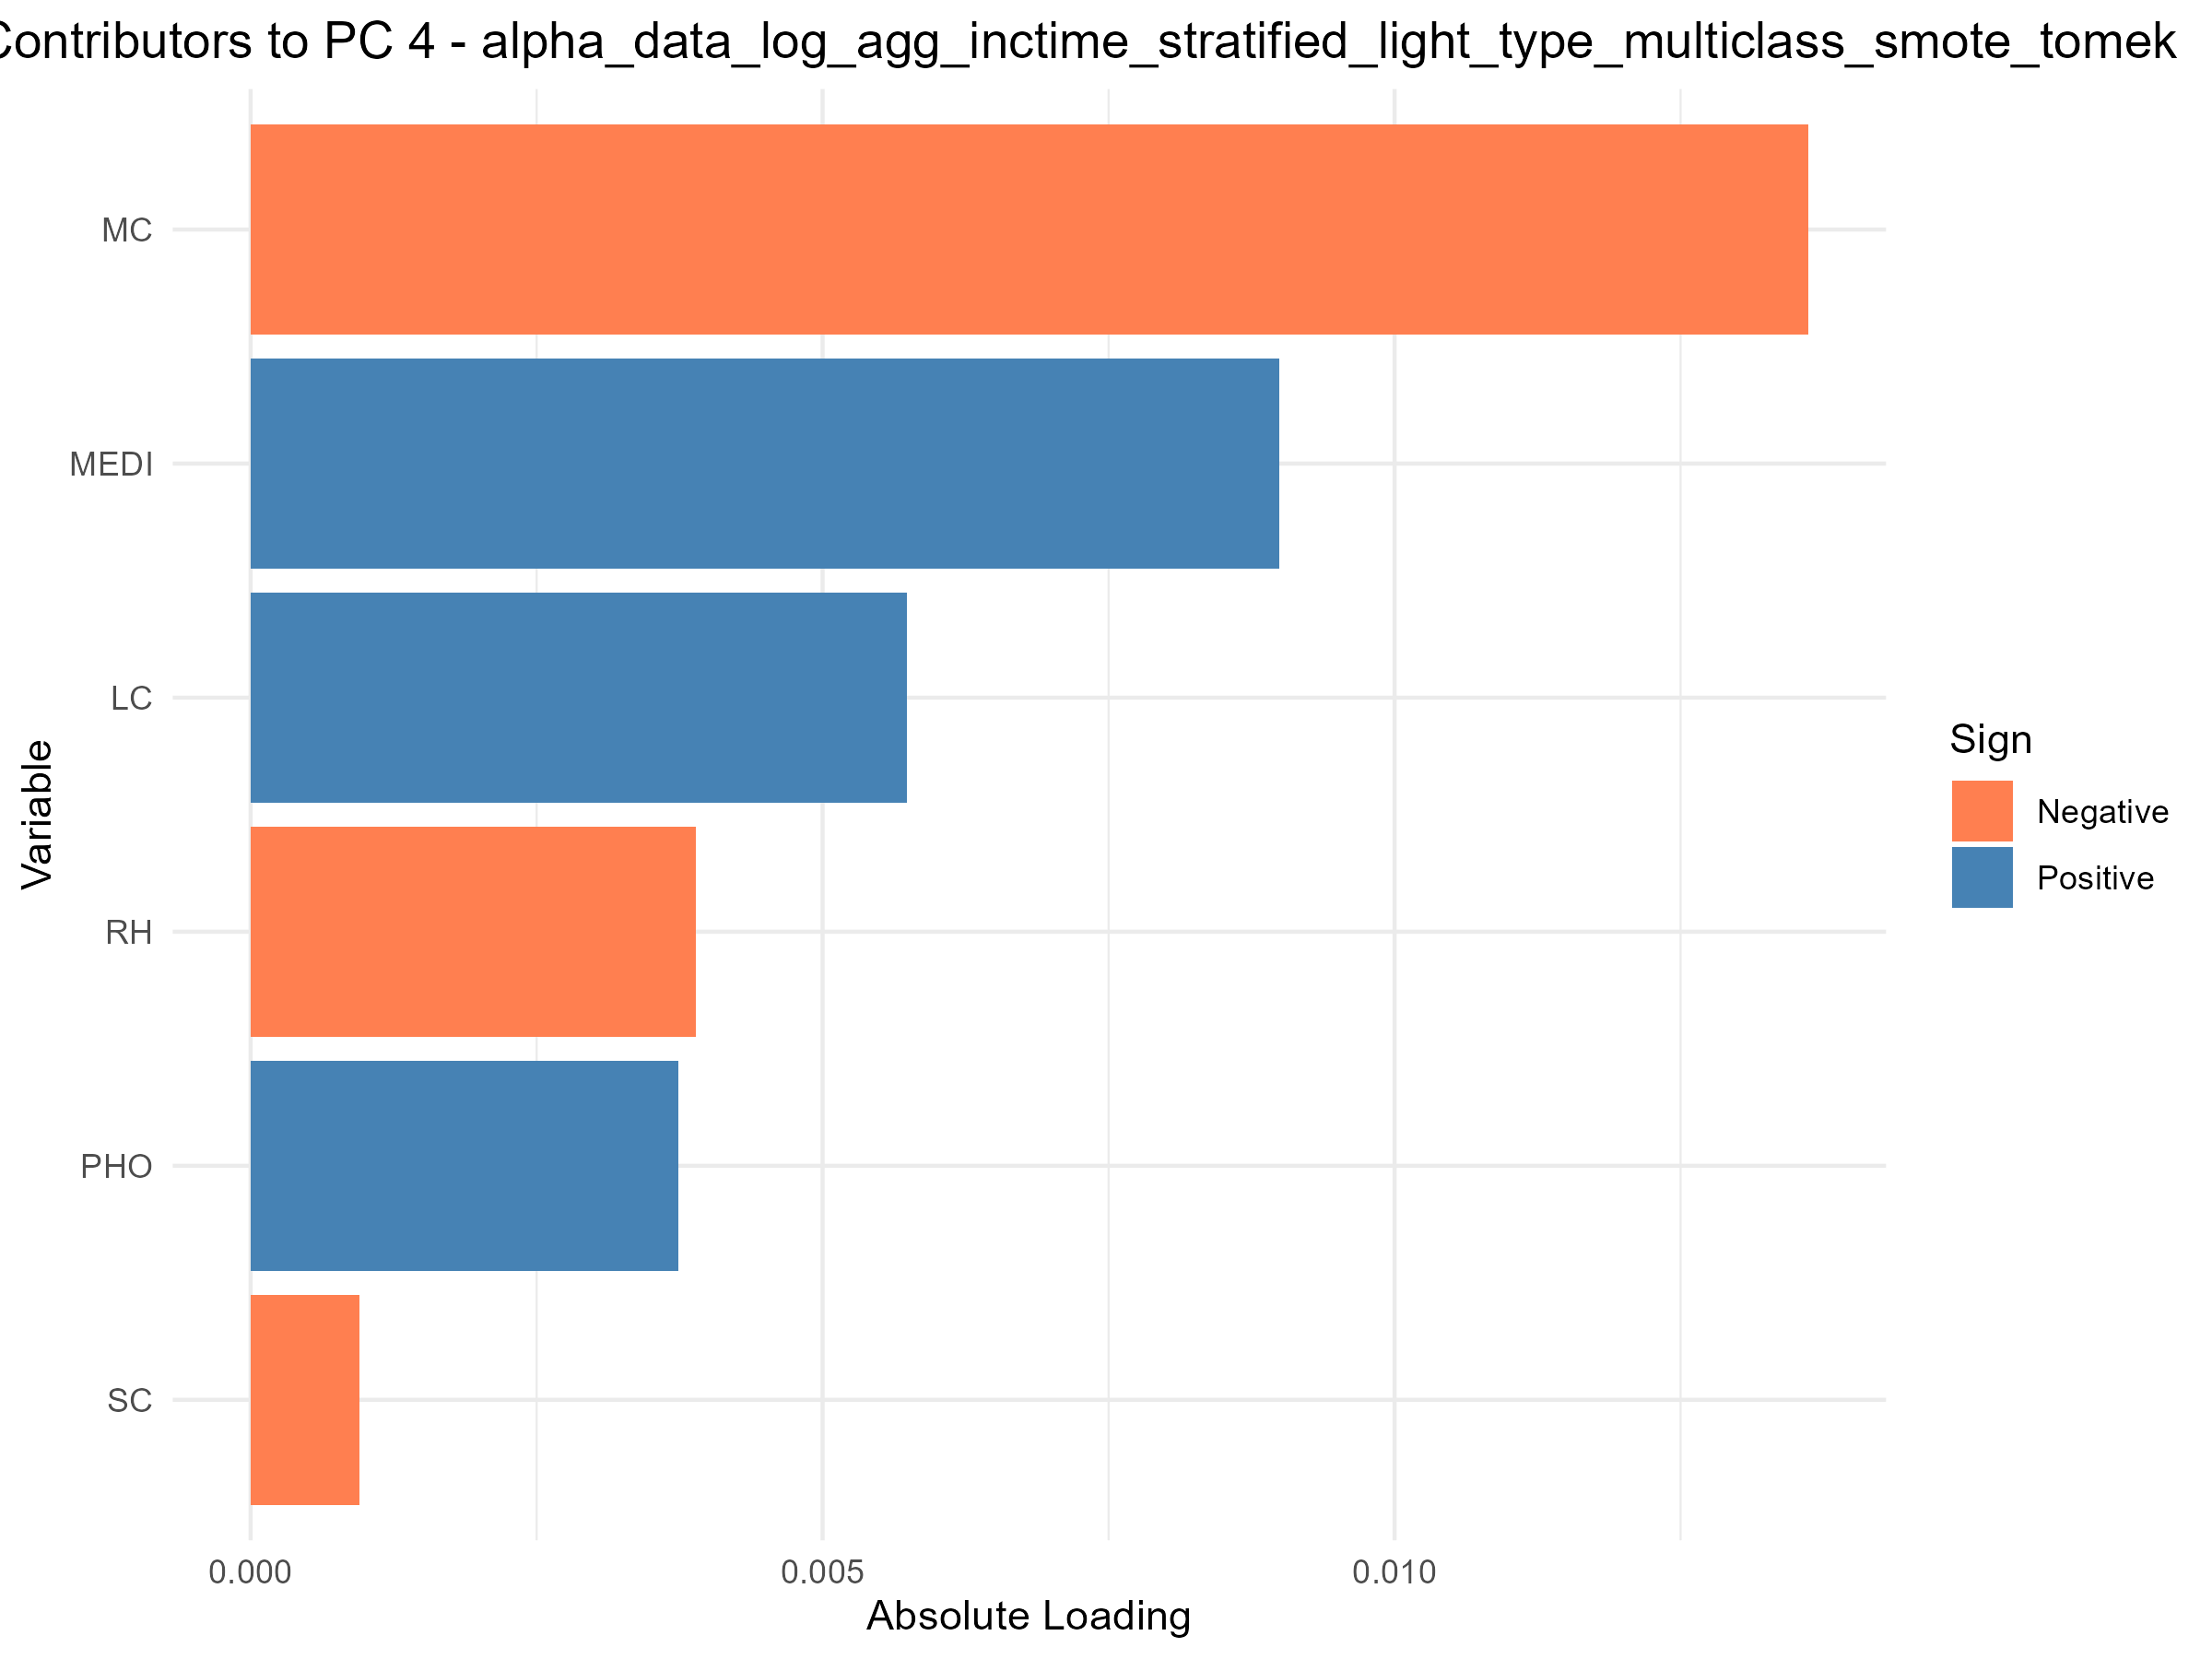 Contributors to PC 4 - alpha_data_log_agg_inctime_stratified_light_type_multiclass_smote_tomek
MC
MEDI
LC
RH
PHO
SC
Variable
0.000
0.005
0.010
Absolute Loading
Sign
Negative
Positive